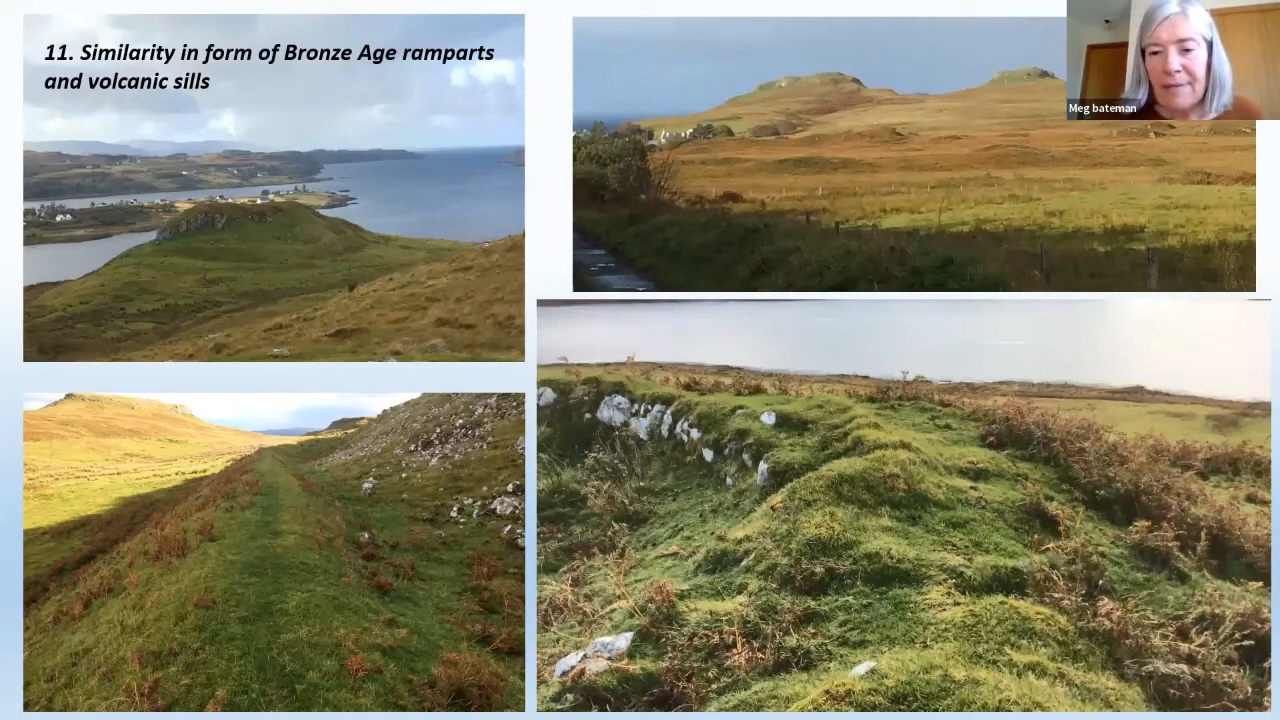 11. Similarity in form of Bronze Age ramparts
and volcanic sills
Meg bateman